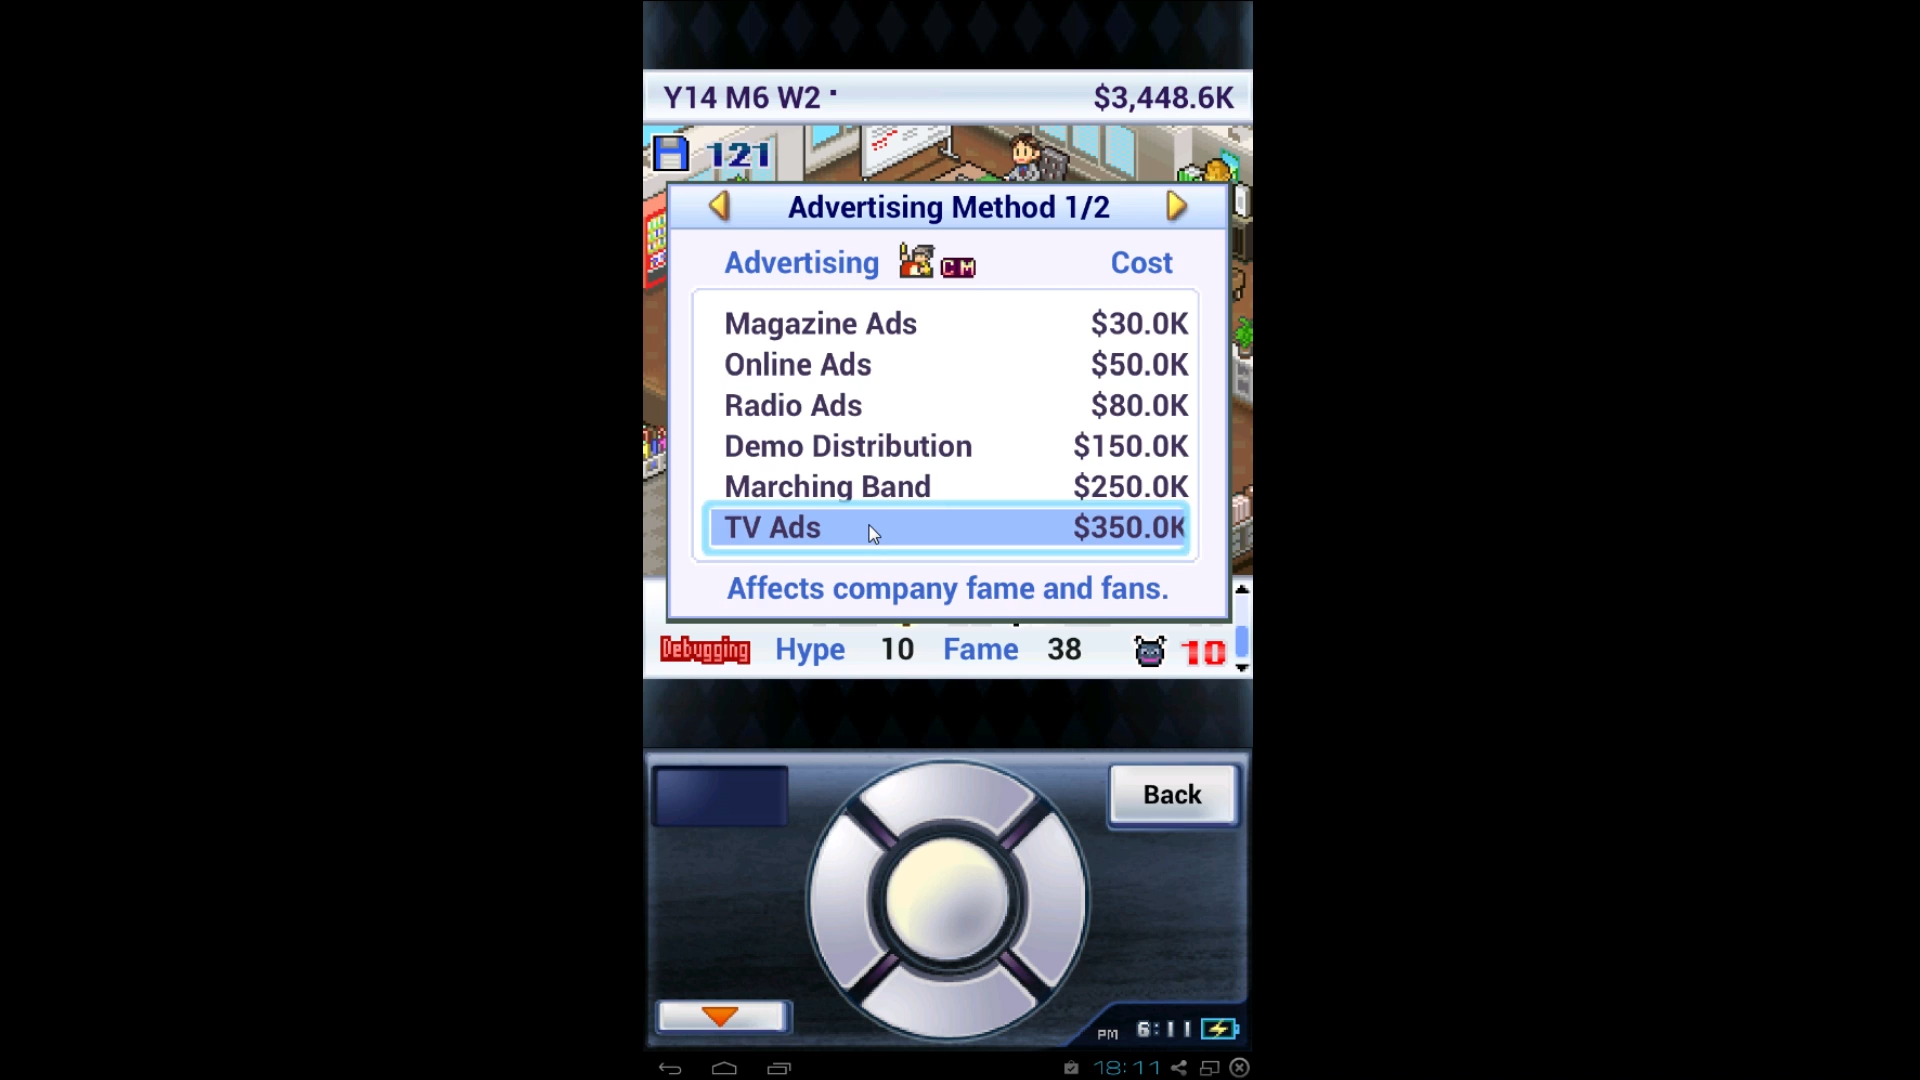 Y14 M6 W2 $3,448.6K
121
Advertising Method 1/2
Advertising CM Cost
Magazine Ads $30.0K
Online Ads $50.0K
Radio Ads $80.0K
Demo Distribution $150.0K
Marching Band $250.0K
TV Ads $350.0K
Affects company fame and fans.
Debugging Hype 10 Fame 38 10
Back
PM 6:11
18:11